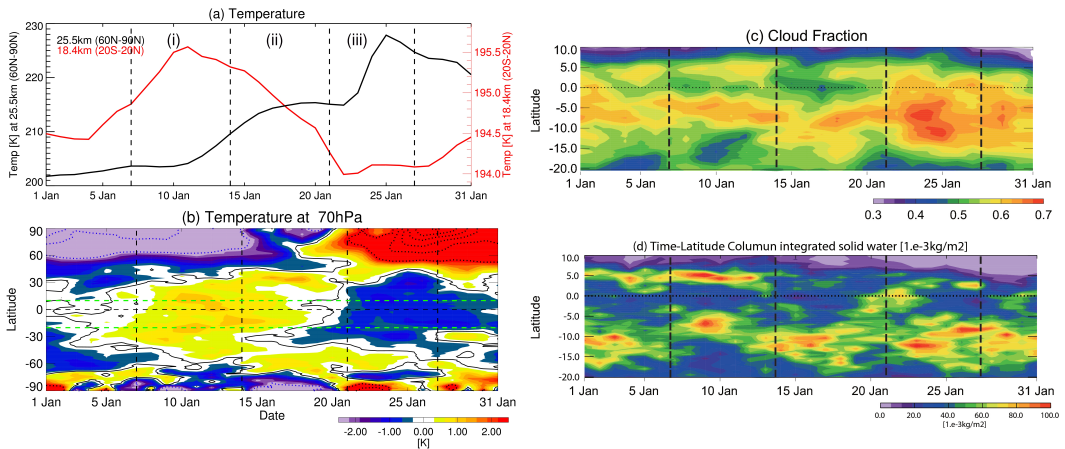 (a) Temperature
230
220
210
200
Temp [K] at 25.5km (60N-90N)
25.5km (60N-90N)
18.4km (20S-20N)
(i)
(ii)
(iii)
195.5
195.0
194.5
194.0
Temp [K] at 18.4km (20S-20N)
1 Jan 5 Jan 10 Jan 15 Jan 20 Jan 25 Jan 31 Jan
(b) Temperature at 70hPa
90
60
30
0
-30
-60
-90
Latitude
1 Jan 5 Jan 10 Jan 15 Jan 20 Jan 25 Jan 31 Jan
Date
-2.00 -1.00 0.00 1.00 2.00
[K]
(c) Cloud Fraction
10.0
5.0
0.0
-5.0
-10.0
-15.0
-20.0
Latitude
1 Jan 5 Jan 10 Jan 15 Jan 20 Jan 25 Jan 31 Jan
0.3 0.4 0.5 0.6 0.7
(d) Time-Latitude Columun integrated solid water [1.e-3kg/m2]
10.0
5.0
0.0
-5.0
-10.0
-15.0
-20.0
Latitude
1 Jan 5 Jan 10 Jan 15 Jan 20 Jan 25 Jan 31 Jan
0.0 20.0 40.0 60.0 80.0 100.0
[1.e-3kg/m2]